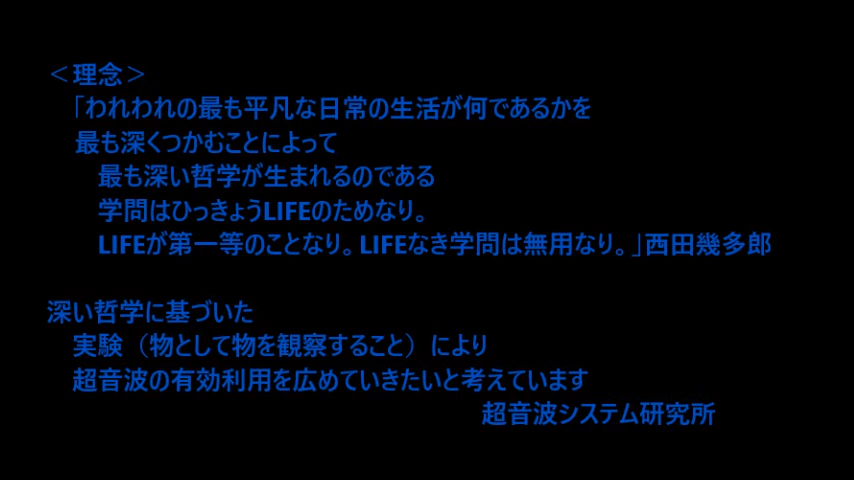 ＜理念＞
「われわれの最も平凡な日常の生活が何であるかを
最も深くつかむことによって
最も深い哲学が生まれるのである
学問はひっきょうLIFEのためなり。
LIFEが第一等のことなり。LIFEなき学問は無用なり。」西田幾多郎
深い哲学に基づいた
実験（物として物を観察すること）により
超音波の有効利用を広めていきたいと考えています
超音波システム研究所